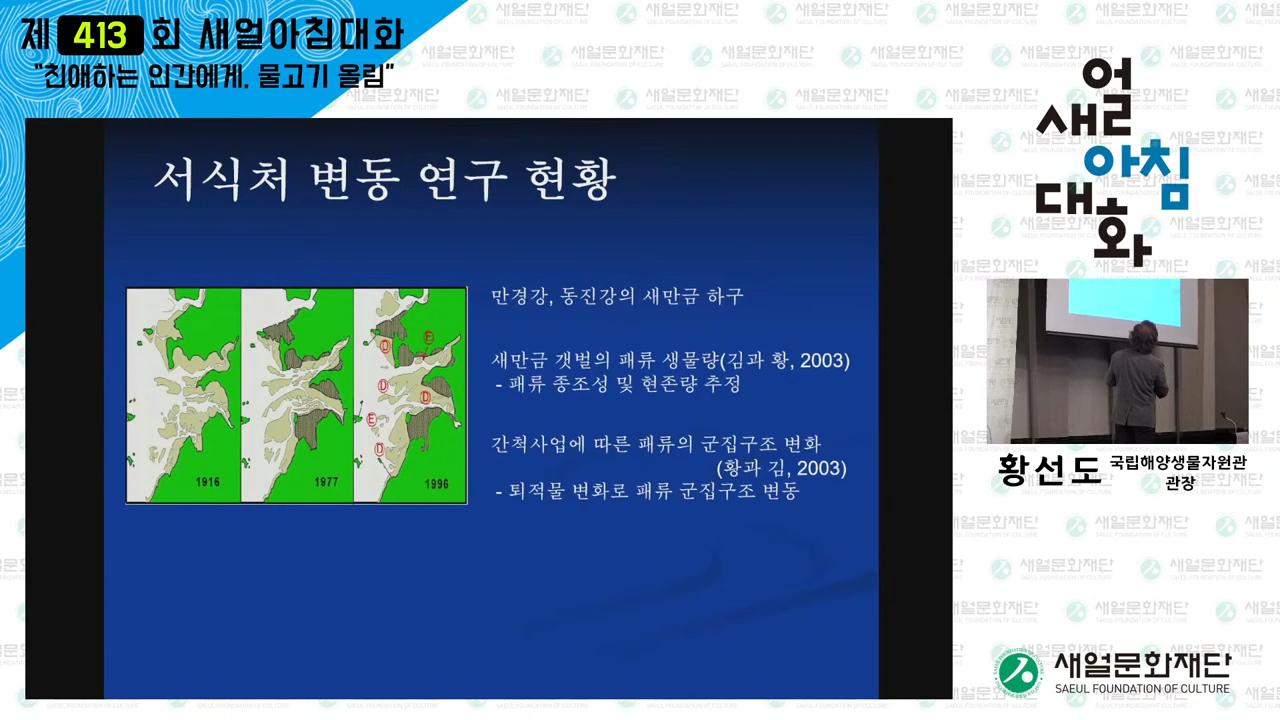 제 413 회 새얼아침대화
"친애하는 인간에게, 물고기 올림"
새얼
아침
대화
서식처 변동 연구 현황
만경강, 동진강의 새만금 하구
새만금 갯벌의 패류 생물량(김과 황, 2003)
- 패류 종조성 및 현존량 추정
간척사업에 따른 패류의 군집구조 변화
(황과 김, 2003)
- 퇴적물 변화로 패류 군집구조 변동
1916
1977
1996
D
E
D
D
E
D
황선도 국립해양생물자원관
관장
새얼문화재단
SAEUL FOUNDATION OF CULTURE